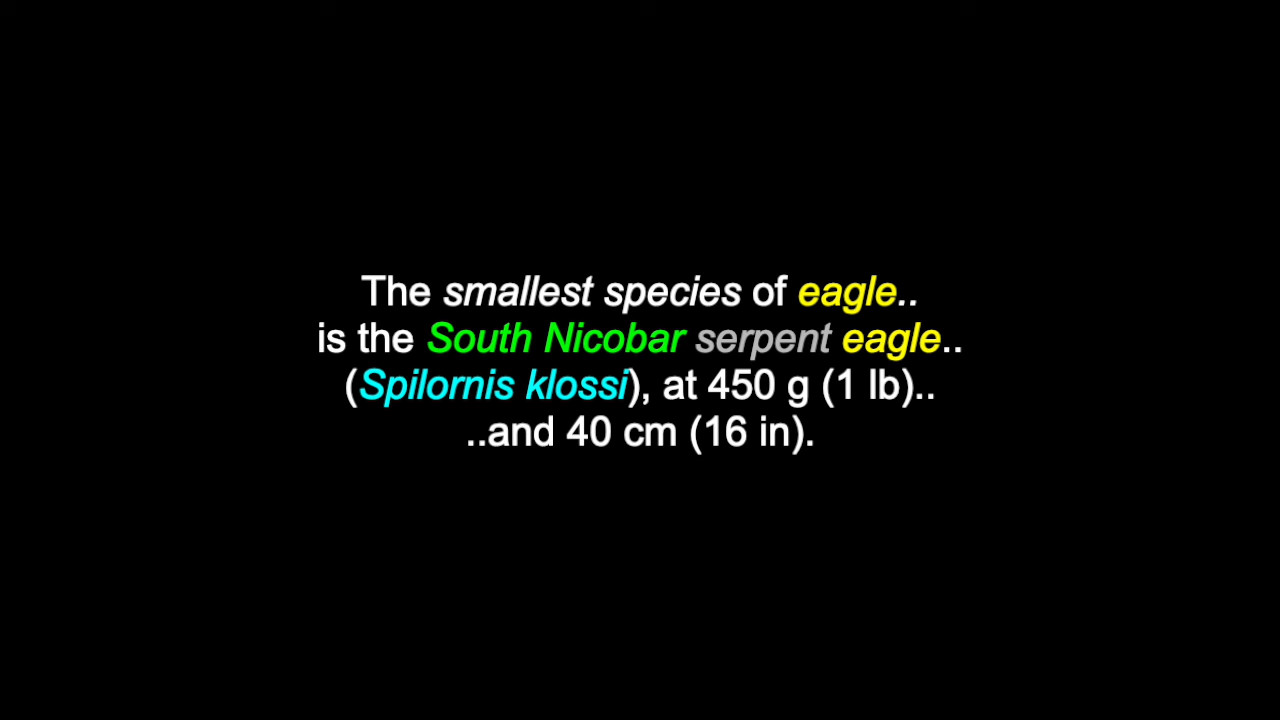 The smallest species of eagle..
is the South Nicobar serpent eagle..
(Spilornis klossi), at 450 g (1 lb)..
..and 40 cm (16 in).